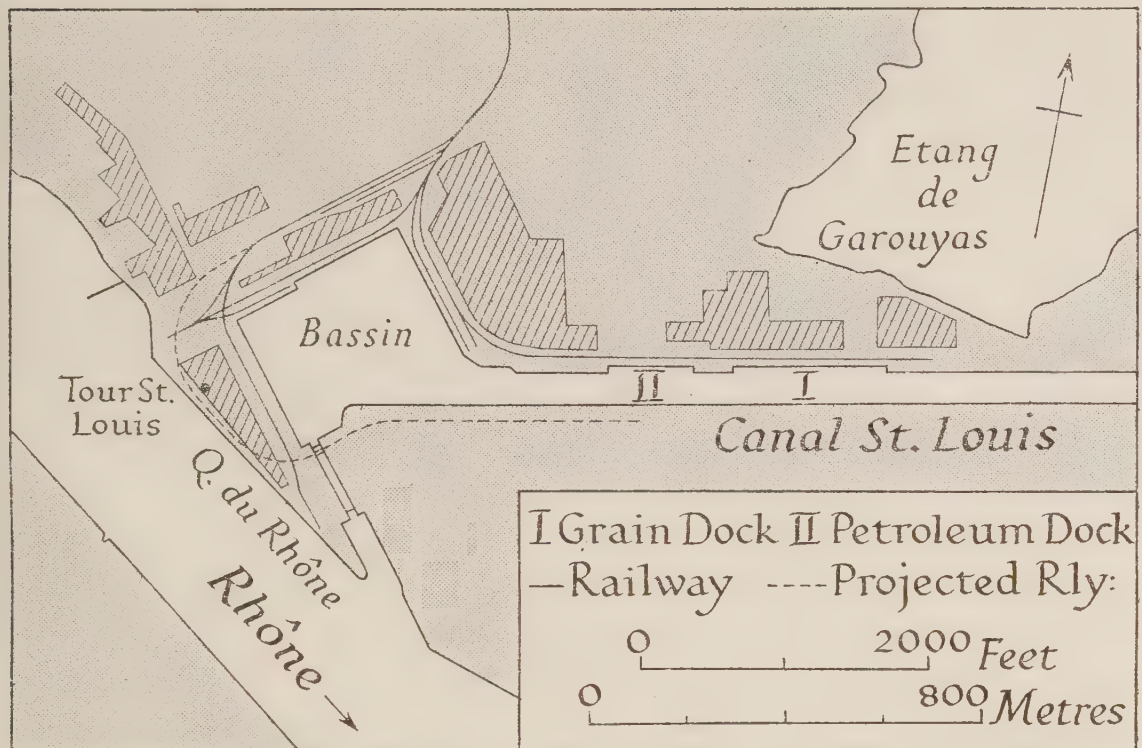 Etang
de
Garouyas
Bassin
Tour St.
Louis
II
I
Canal St. Louis
Q. du Rhône
Rhône
I Grain Dock II Petroleum Dock
Railway Projected Rly:
0 2000 Feet
0 800 Metres